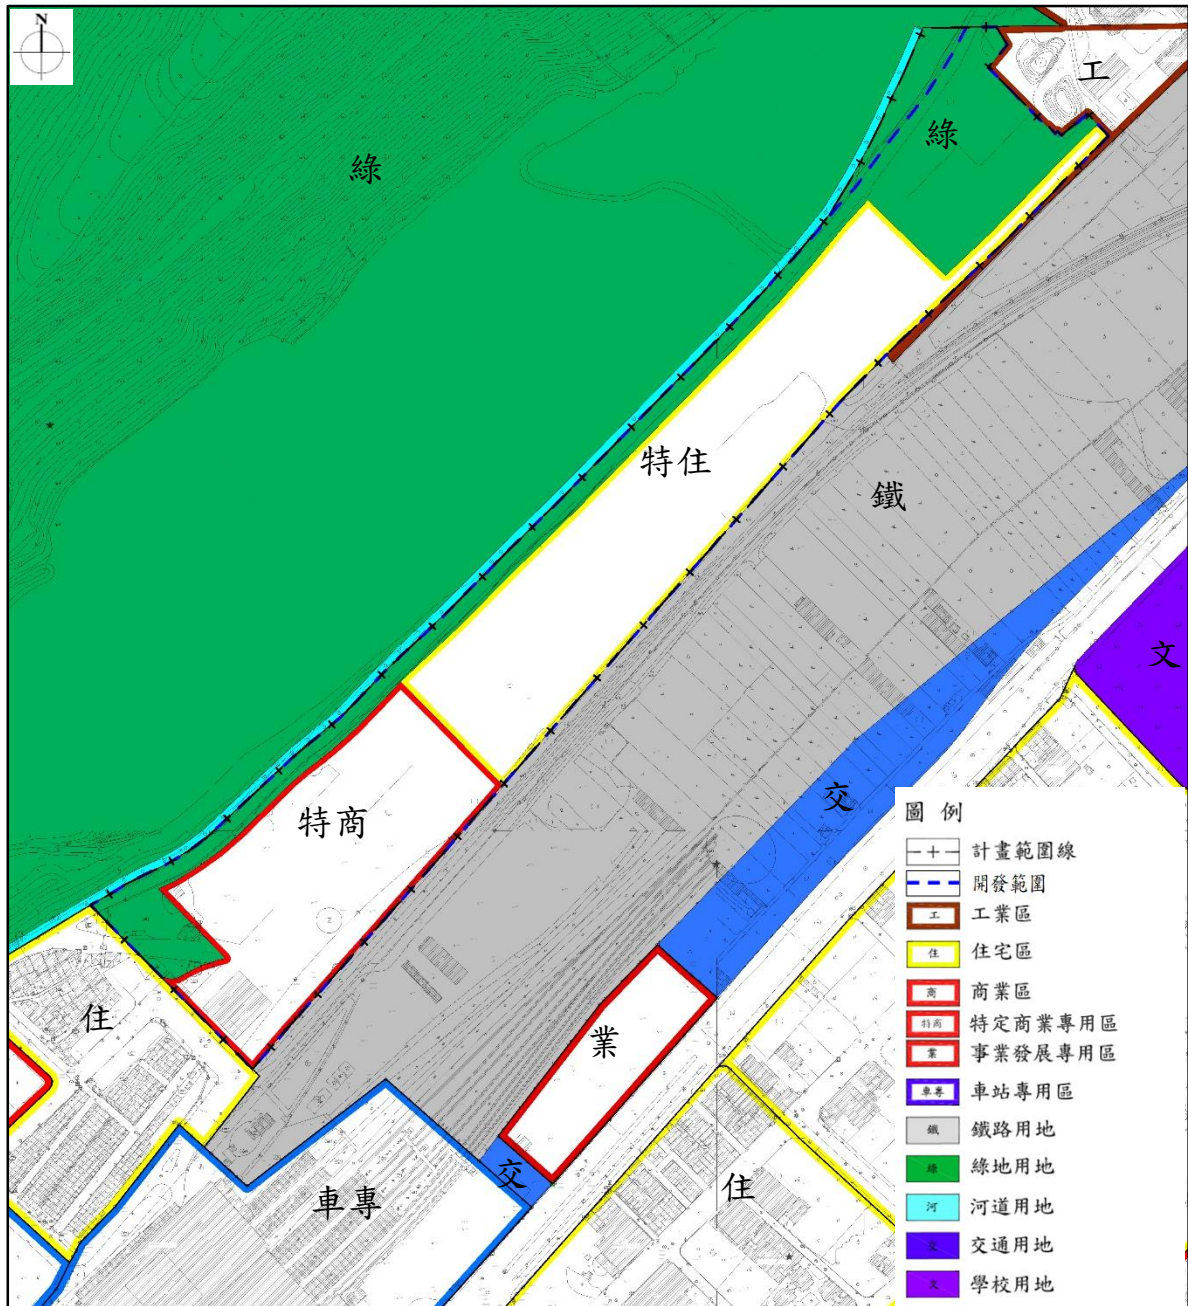 N
工
綠
綠
特住
鐵
文
交
特商
住
業
交
車專
住
圖例
計畫範圍線
開發範圍
工 工業區
住 住宅區
商 商業區
特商 特定商業專用區
業 事業發展專用區
車專 車站專用區
鐵 鐵路用地
綠 綠地用地
河 河道用地
交 交通用地
文 學校用地